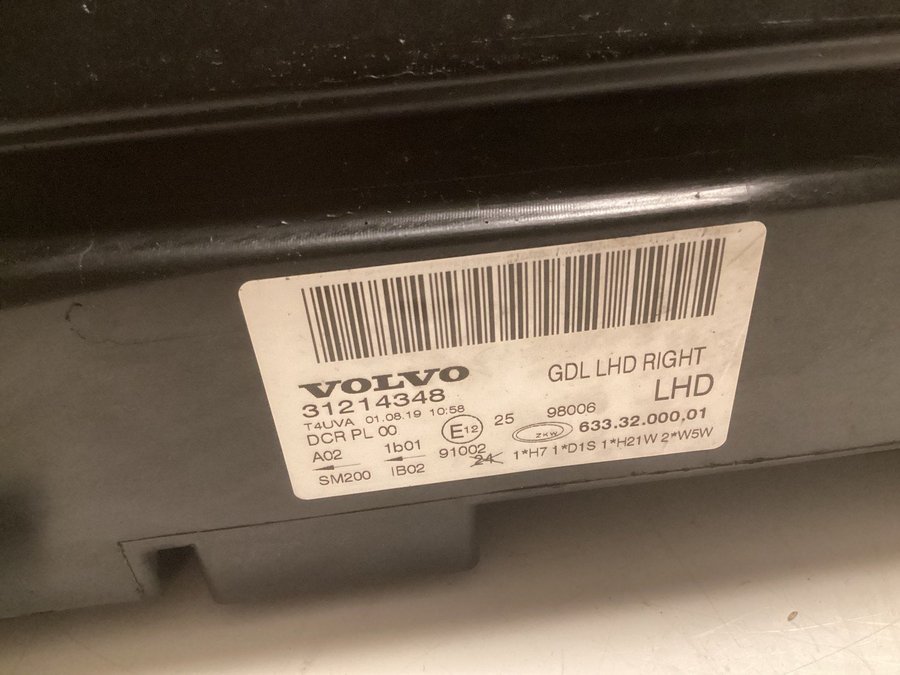 VOLVO
GDL LHD RIGHT
31214348
LHD
T4UVA 01.08.19 10:58
DCR PL 00
E12
25
98006
ZKW
633.32.000.01
A02
1b01
91002
24
1*H7 1*D1S 1*H21W 2*W5W
SM200
IB02